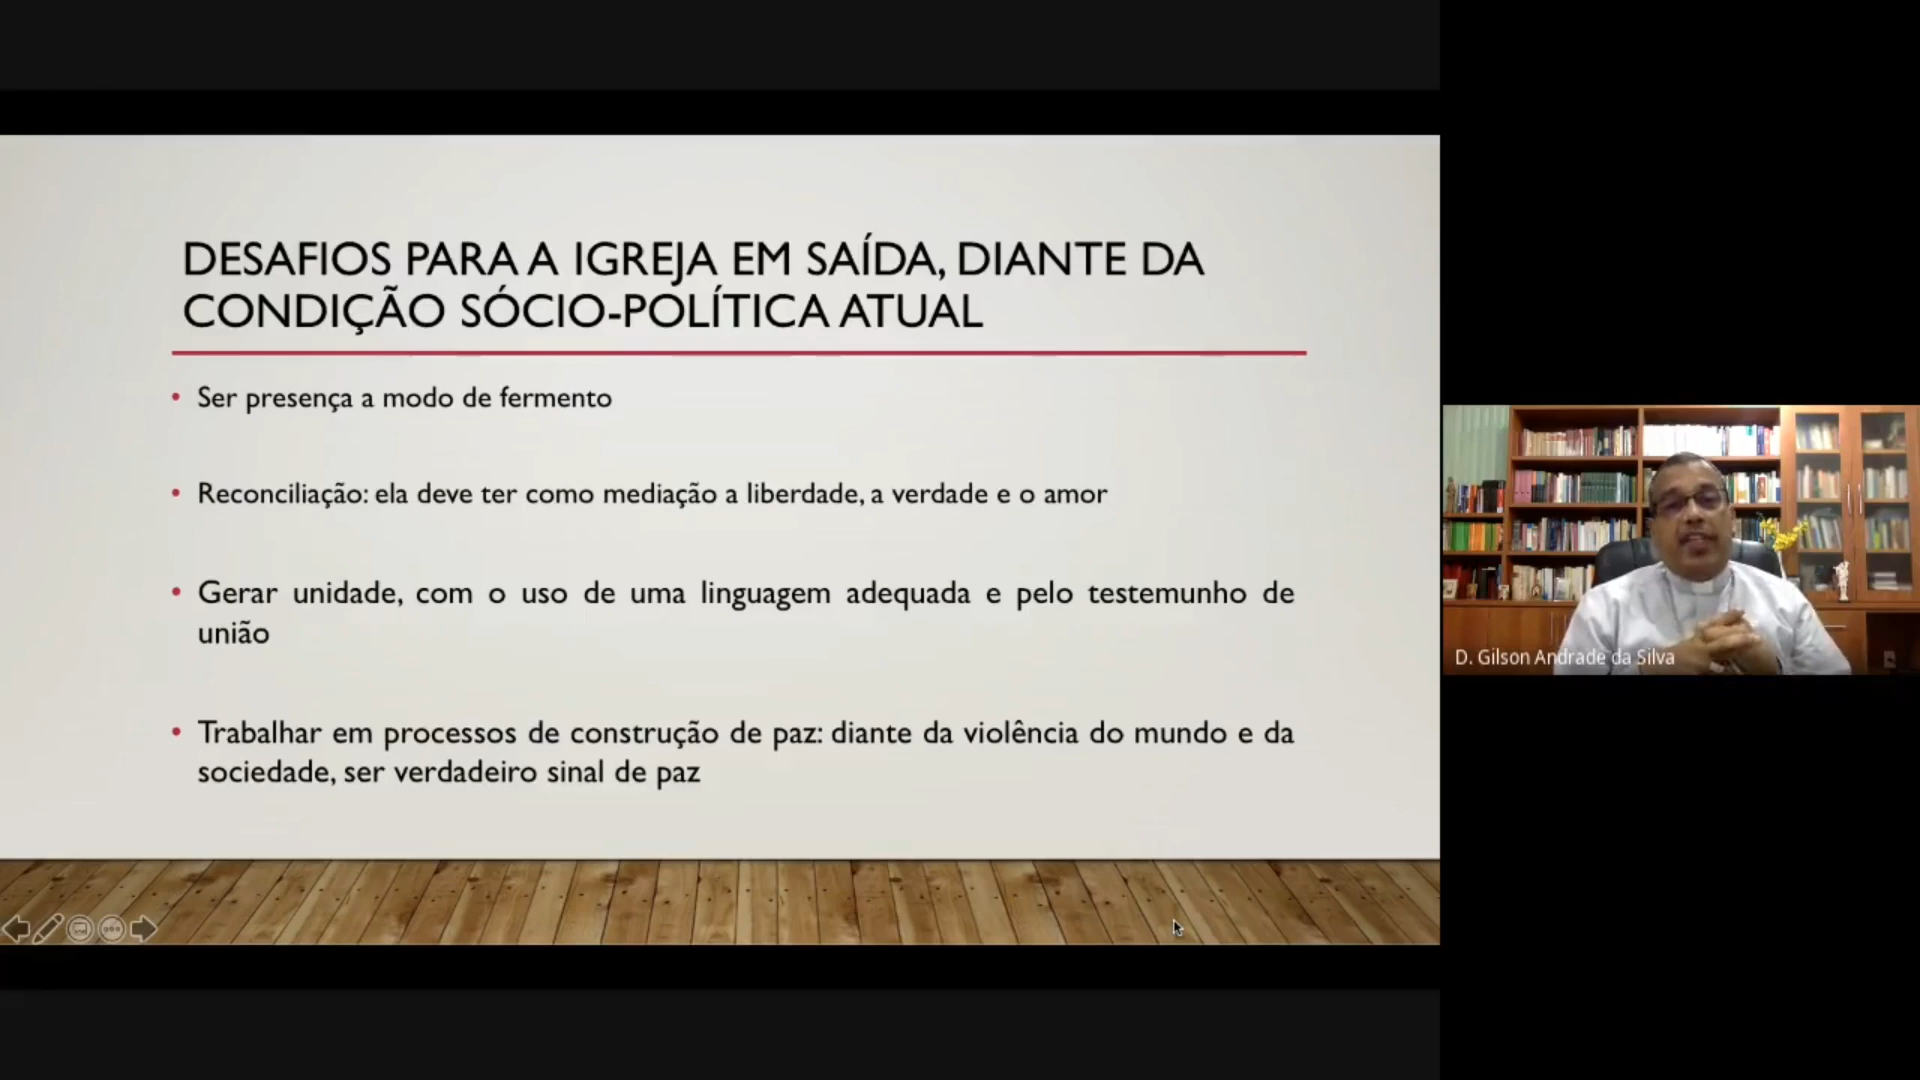 DESAFIOS PARA A IGREJA EM SAÍDA, DIANTE DA
CONDIÇÃO SÓCIO-POLÍTICA ATUAL
• Ser presença a modo de fermento
• Reconciliação: ela deve ter como mediação a liberdade, a verdade e o amor
• Gerar unidade, com o uso de uma linguagem adequada e pelo testemunho de
união
• Trabalhar em processos de construção de paz: diante da violência do mundo e da
sociedade, ser verdadeiro sinal de paz
D. Gilson Andrade da Silva